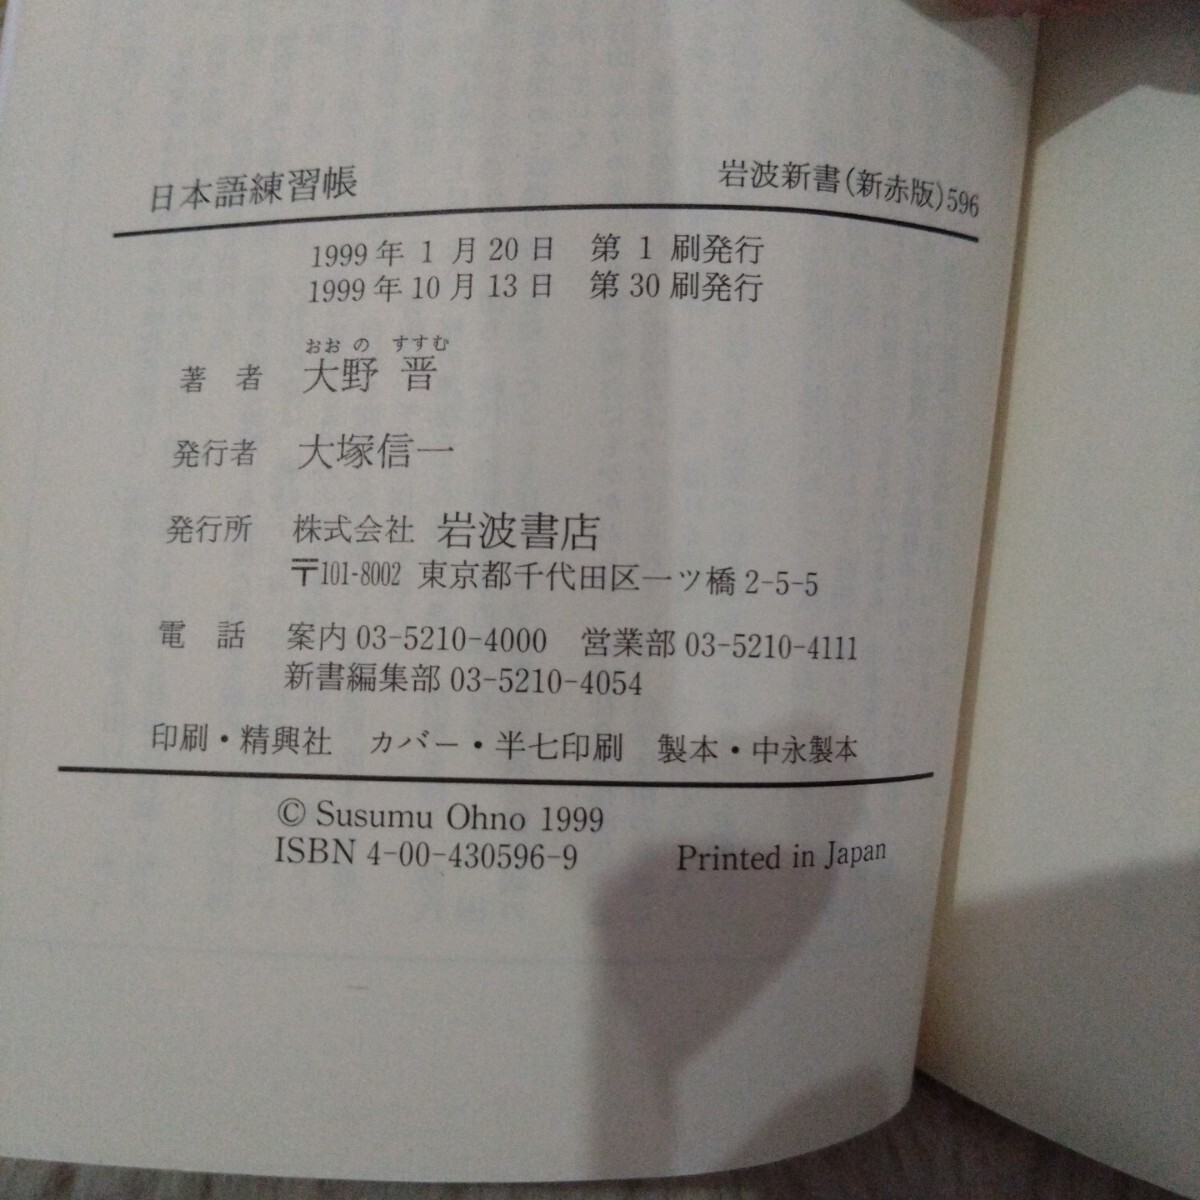 日本語練習帳 岩波新書(新赤版)596
1999年1月20日 第1刷発行
1999年10月13日 第30刷発行
おおの すすむ
著者 大野 晋
発行者 大塚信一
発行所 株式会社 岩波書店
〒101-8002 東京都千代田区一ツ橋2-5-5
電話 案内03-5210-4000 営業部03-5210-4111
新書編集部03-5210-4054
印刷・精興社 カバー・半七印刷 製本・中永製本
© Susumu Ohno 1999
ISBN 4-00-430596-9 Printed in Japan